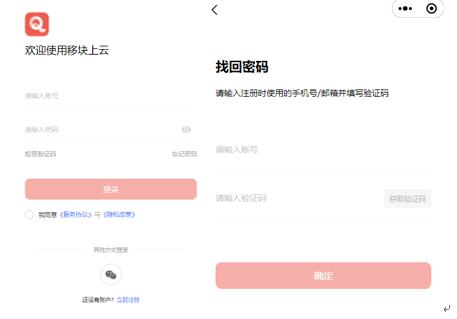 欢迎使用移块上云
请输入账号
请输入密码
短信验证码 忘记密码
登录
我同意《服务协议》与《隐私政策》
其他方式登录
还没有账户？立即注册
找回密码
请输入注册时使用的手机号/邮箱并填写验证码
请输入账号
请输入验证码 获取验证码
确定